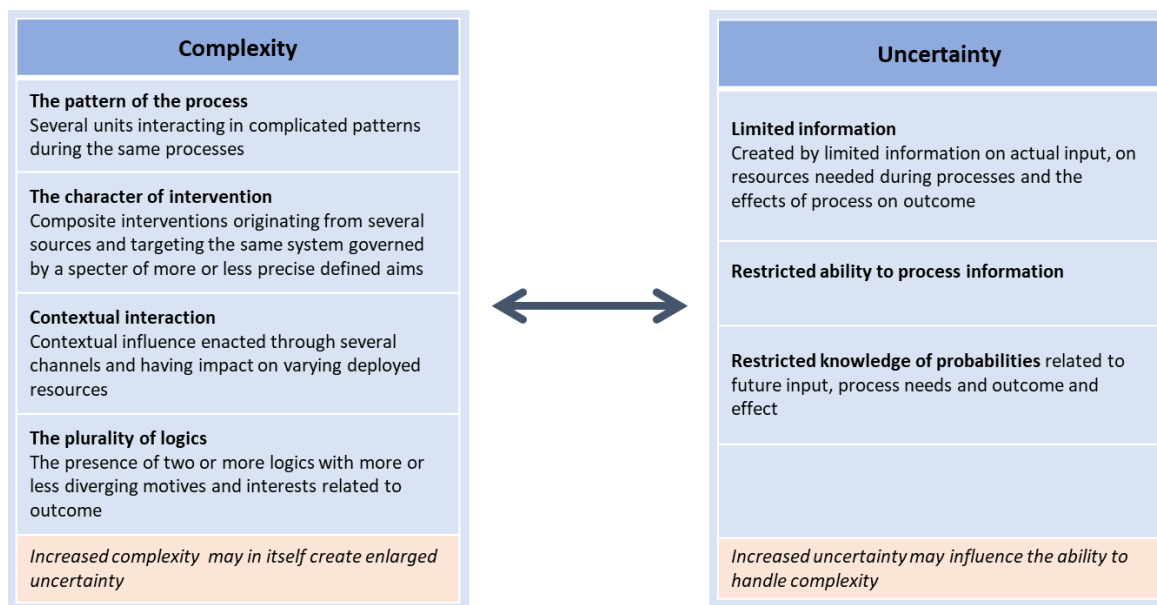 Complexity
The pattern of the process
Several units interacting in complicated patterns
during the same processes
The character of intervention
Composite interventions originating from several
sources and targeting the same system governed
by a specter of more or less precise defined aims
Contextual interaction
Contextual influence enacted through several
channels and having impact on varying deployed
resources
The plurality of logics
The presence of two or more logics with more or
less diverging motives and interests related to
outcome
Increased complexity may in itself create enlarged
uncertainty
Uncertainty
Limited information
Created by limited information on actual input, on
resources needed during processes and the
effects of process on outcome
Restricted ability to process information
Restricted knowledge of probabilities related to
future input, process needs and outcome and
effect
Increased uncertainty may influence the ability to
handle complexity